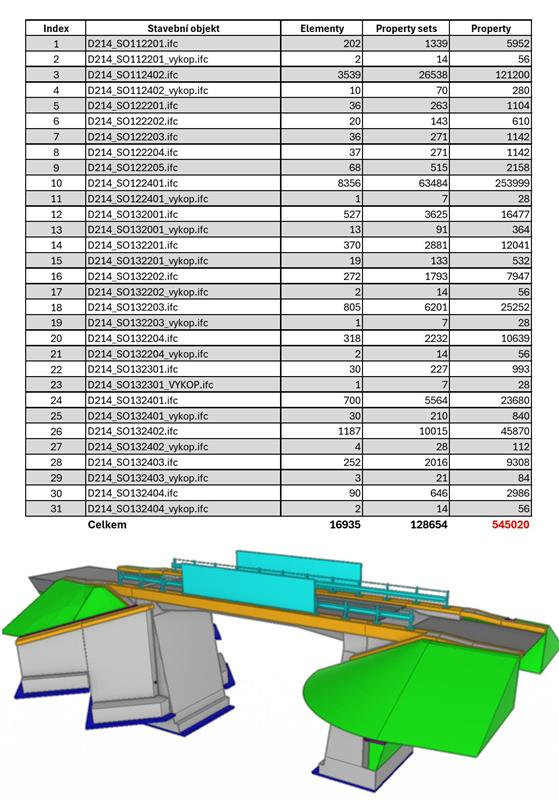 Index Stavební objekt Elementy Property sets Property
1 D214_SO112201.ifc 202 1339 5952
2 D214_SO112201_vykop.ifc 2 14 56
3 D214_SO112402.ifc 3539 26538 121200
4 D214_SO112402_vykop.ifc 10 70 280
5 D214_SO122201.ifc 36 263 1104
6 D214_SO122202.ifc 20 143 610
7 D214_SO122203.ifc 36 271 1142
8 D214_SO122204.ifc 37 271 1142
9 D214_SO122205.ifc 68 515 2158
10 D214_SO122401.ifc 8356 63484 253999
11 D214_SO122401_vykop.ifc 1 7 28
12 D214_SO132001.ifc 527 3625 16477
13 D214_SO132001_vykop.ifc 13 91 364
14 D214_SO132201.ifc 370 2881 12041
15 D214_SO132201_vykop.ifc 19 133 532
16 D214_SO132202.ifc 272 1793 7947
17 D214_SO132202_vykop.ifc 2 14 56
18 D214_SO132203.ifc 805 6201 25252
19 D214_SO132203_vykop.ifc 1 7 28
20 D214_SO132204.ifc 318 2232 10639
21 D214_SO132204_vykop.ifc 2 14 56
22 D214_SO132301.ifc 30 227 993
23 D214_SO132301_VYKOP.ifc 1 7 28
24 D214_SO132401.ifc 700 5564 23680
25 D214_SO132401_vykop.ifc 30 210 840
26 D214_SO132402.ifc 1187 10015 45870
27 D214_SO132402_vykop.ifc 4 28 112
28 D214_SO132403.ifc 252 2016 9308
29 D214_SO132403_vykop.ifc 3 21 84
30 D214_SO132404.ifc 90 646 2986
31 D214_SO132404_vykop.ifc 2 14 56
Celkem 16935 128654 545020